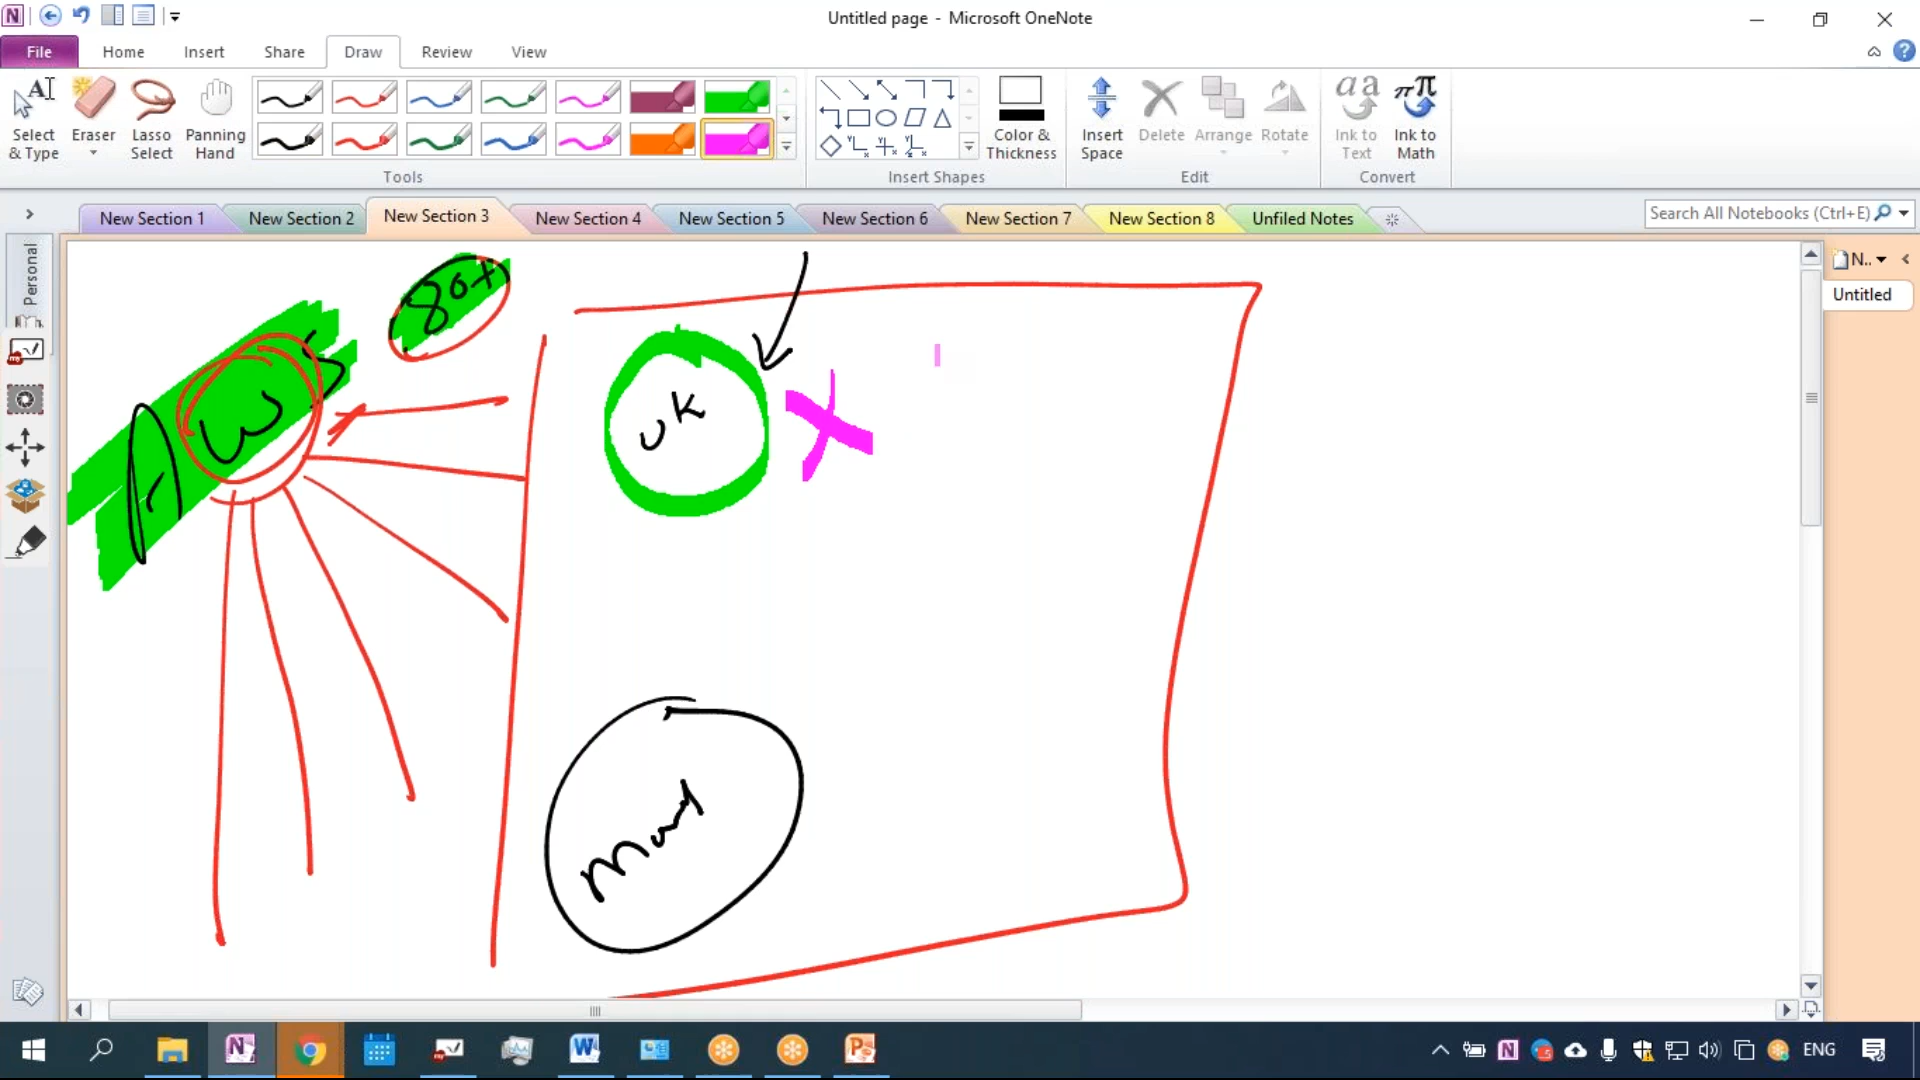 Untitled page - Microsoft OneNote
File Home Insert Share Draw Review View
Select & Type
Eraser
Lasso Select
Panning Hand
Color & Thickness
Insert Space
Delete
Arrange
Rotate
Ink to Text
Ink to Math
Tools
Insert Shapes
Edit
Convert
New Section 1 New Section 2 New Section 3 New Section 4 New Section 5 New Section 6 New Section 7 New Section 8 Unfiled Notes
Search All Notebooks (Ctrl+E)
Personal
N..
Untitled
80+
AWS
UK
ENG